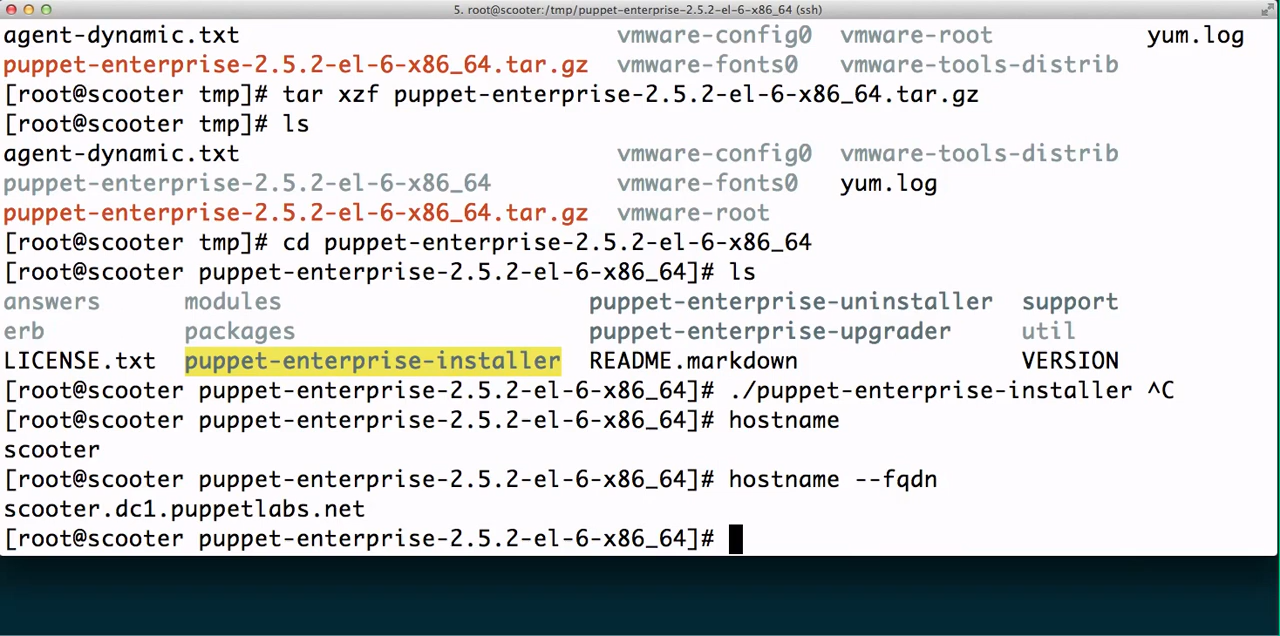 5. root@scooter:/tmp/puppet-enterprise-2.5.2-el-6-x86_64 (ssh)
agent-dynamic.txt vmware-config0 vmware-root yum.log
puppet-enterprise-2.5.2-el-6-x86_64.tar.gz vmware-fonts0 vmware-tools-distrib
[root@scooter tmp]# tar xzf puppet-enterprise-2.5.2-el-6-x86_64.tar.gz
[root@scooter tmp]# ls
agent-dynamic.txt vmware-config0 vmware-tools-distrib
puppet-enterprise-2.5.2-el-6-x86_64 vmware-fonts0 yum.log
puppet-enterprise-2.5.2-el-6-x86_64.tar.gz vmware-root
[root@scooter tmp]# cd puppet-enterprise-2.5.2-el-6-x86_64
[root@scooter puppet-enterprise-2.5.2-el-6-x86_64]# ls
answers modules puppet-enterprise-uninstaller support
erb packages puppet-enterprise-upgrader util
LICENSE.txt puppet-enterprise-installer README.markdown VERSION
[root@scooter puppet-enterprise-2.5.2-el-6-x86_64]# ./puppet-enterprise-installer ^C
[root@scooter puppet-enterprise-2.5.2-el-6-x86_64]# hostname
scooter
[root@scooter puppet-enterprise-2.5.2-el-6-x86_64]# hostname --fqdn
scooter.dc1.puppetlabs.net
[root@scooter puppet-enterprise-2.5.2-el-6-x86_64]#